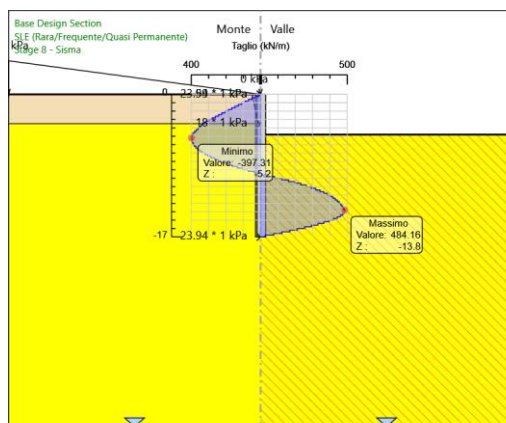 Base Design Section
SLE (Rara/Frequente/Quasi Permanente)
Stage 8 - Sisma
kPa
Monte Valle
Taglio (kN/m)
400 0 kPa 500
0
* 1 kPa
18 * 1 kPa
Minimo
Valore: -397.31
Z : -5.2
Massimo
Valore: 484.16
Z : -13.8
-17 23.94 * 1 kPa